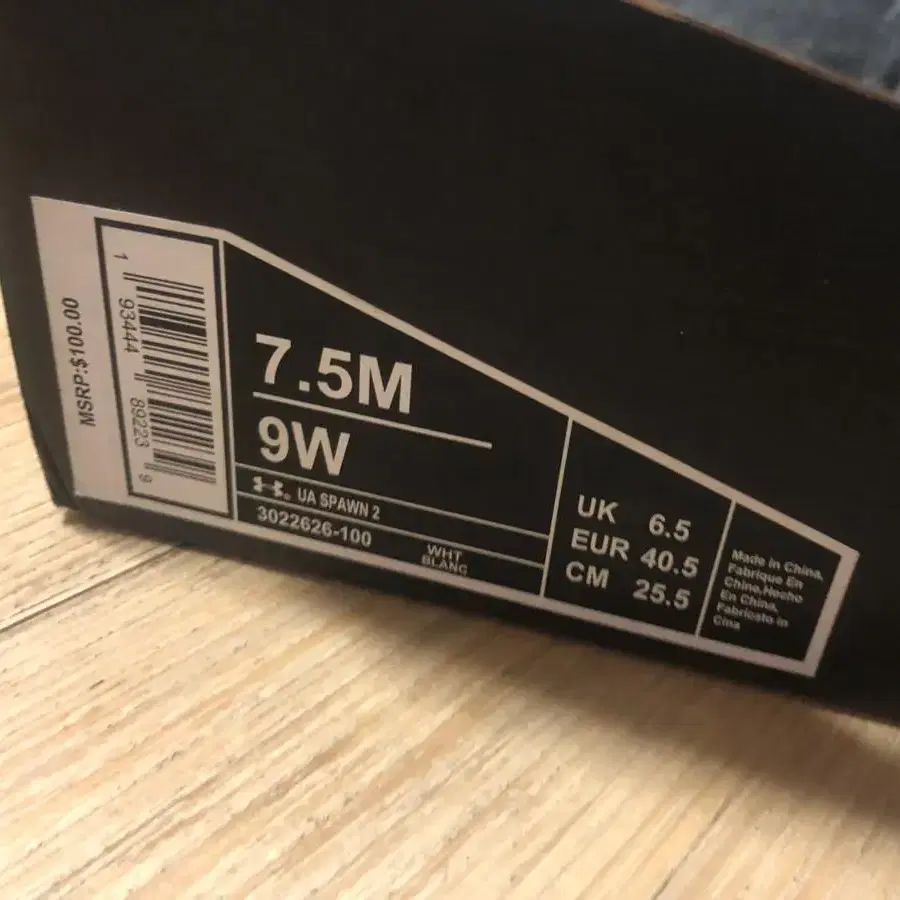 MSRP:$100.00
1 93444 89223 9
7.5M
9W
UA SPAWN 2
3022626-100
WHT
BLANC
UK 6.5
EUR 40.5
CM 25.5
Made in China,
Fabrique En
Chine,Hecho
En China,
Fabricato in
Cina